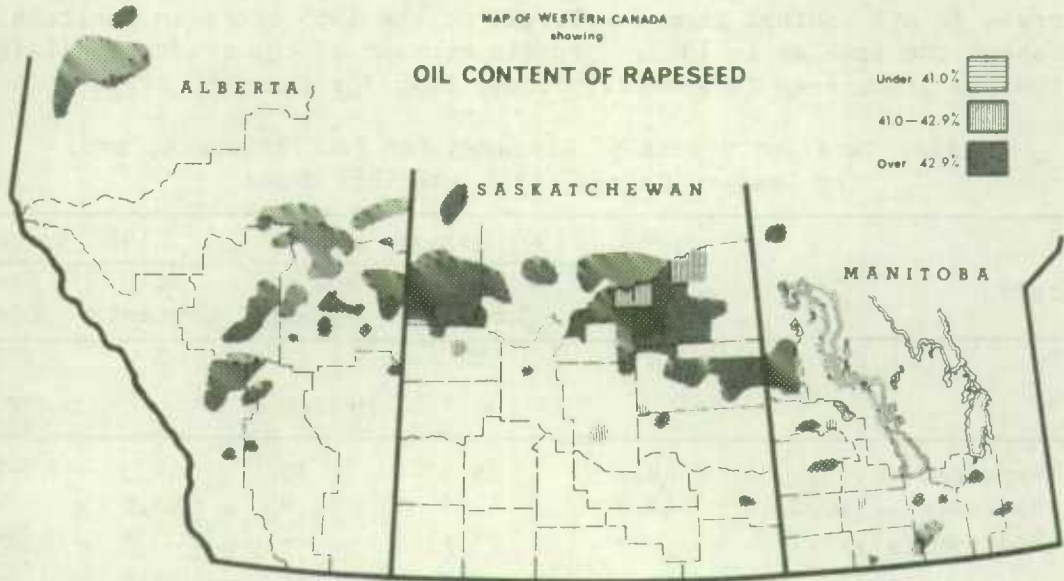 MAP OF WESTERN CANADA
showing
OIL CONTENT OF RAPESEED
Under 41.0%
41.0—42.9%
Over 42.9%
ALBERTA
SASKATCHEWAN
MANITOBA